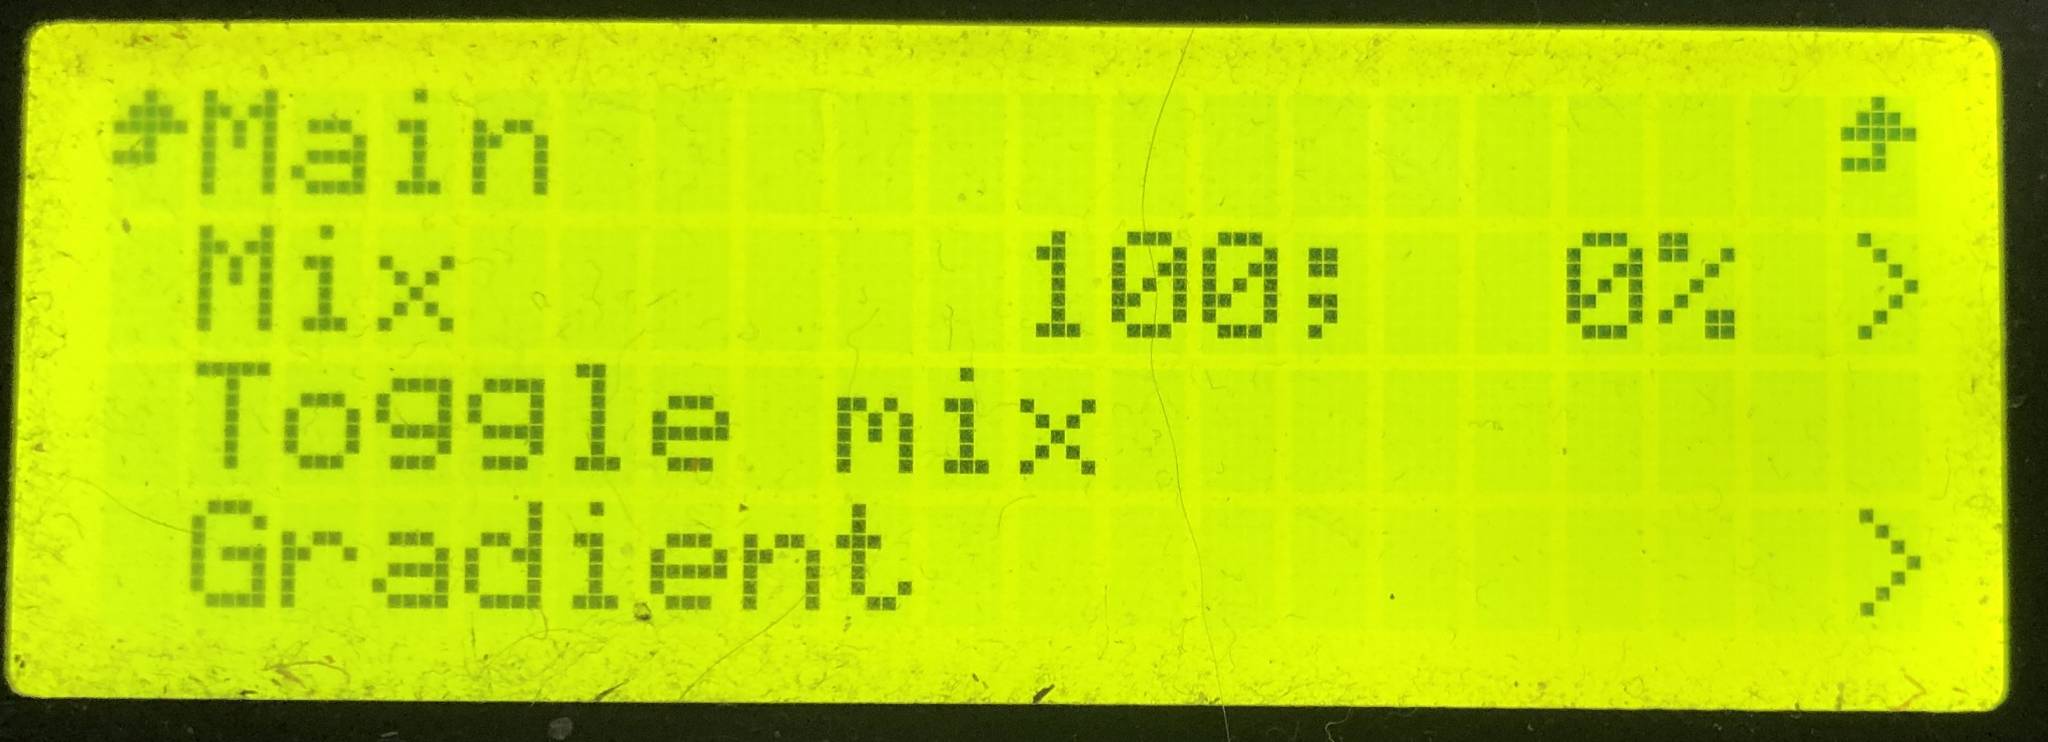 Main
Mix 100; 0% >
Toggle mix
Gradient >